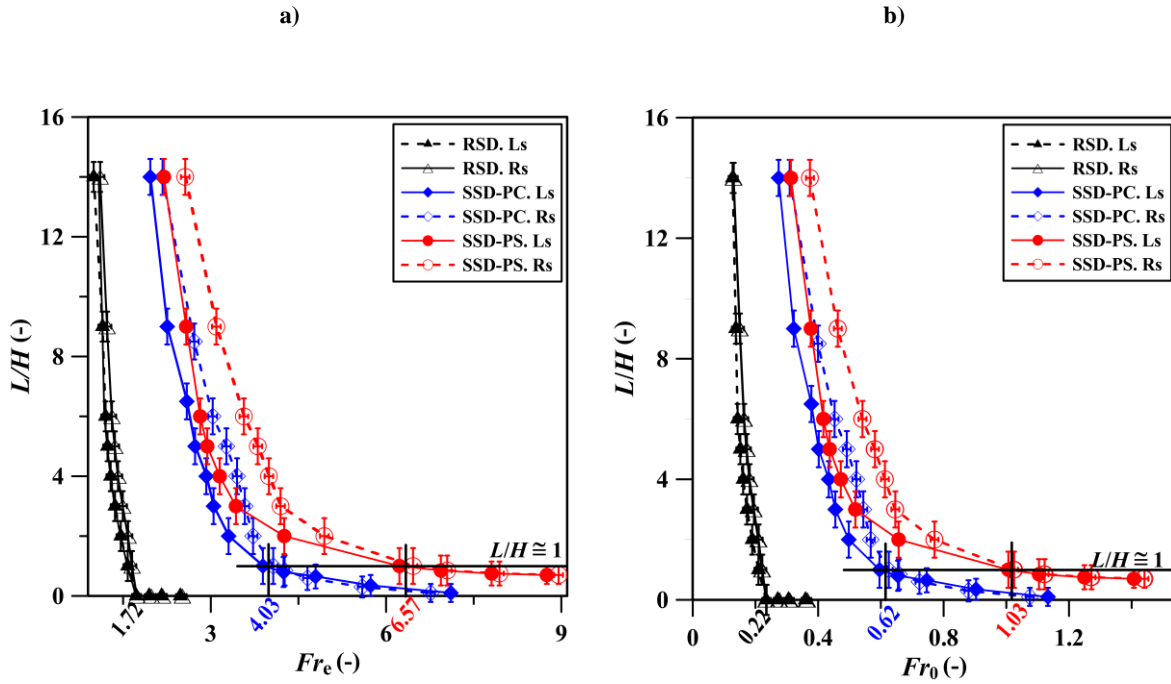 a)
16
12
8
4
0
L/H (-)
RSD. Ls
RSD. Rs
SSD-PC. Ls
SSD-PC. Rs
SSD-PS. Ls
SSD-PS. Rs
L/H ≅ 1
1.72
3
4.03
6
6.57
9
Fre (-)
b)
16
12
8
4
0
L/H (-)
RSD. Ls
RSD. Rs
SSD-PC. Ls
SSD-PC. Rs
SSD-PS. Ls
SSD-PS. Rs
L/H ≅ 1
0
0.22
0.4
0.62
0.8
1.03
1.2
Fr0 (-)